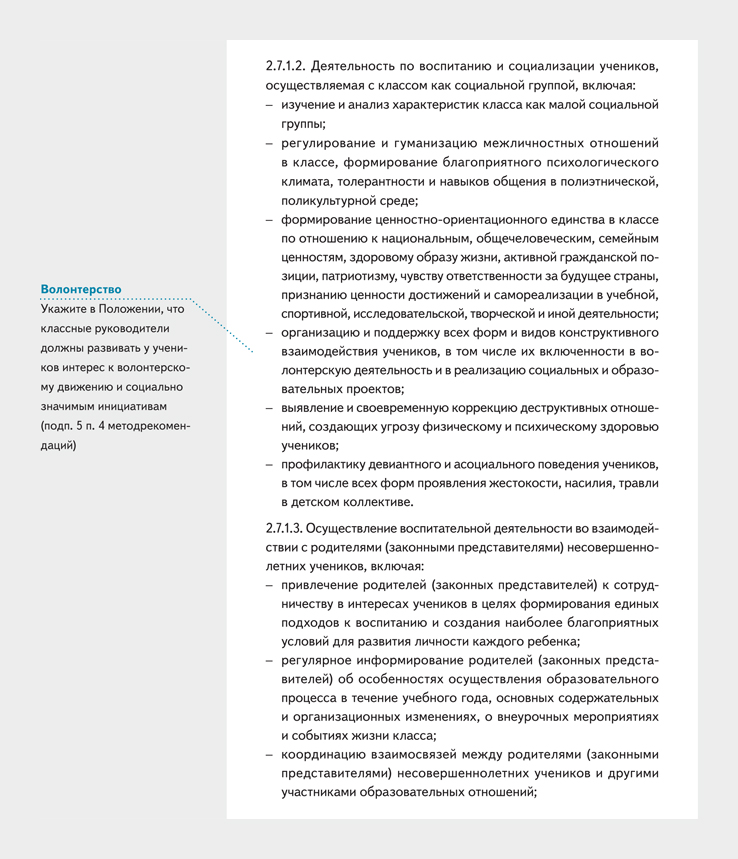 2.7.1.2. Деятельность по воспитанию и социализации учеников,
осуществляемая с классом как социальной группой, включая:
– изучение и анализ характеристик класса как малой социальной
группы;
– регулирование и гуманизацию межличностных отношений
в классе, формирование благоприятного психологического
климата, толерантности и навыков общения в полиэтнической,
поликультурной среде;
– формирование ценностно-ориентационного единства в классе
по отношению к национальным, общечеловеческим, семейным
ценностям, здоровому образу жизни, активной гражданской по-
зиции, патриотизму, чувству ответственности за будущее страны,
признанию ценности достижений и самореализации в учебной,
спортивной, исследовательской, творческой и иной деятельности;
– организацию и поддержку всех форм и видов конструктивного
взаимодействия учеников, в том числе их включенности в во-
лонтерскую деятельность и в реализацию социальных и образо-
вательных проектов;
– выявление и своевременную коррекцию деструктивных отноше-
ний, создающих угрозу физическому и психическому здоровью
учеников;
– профилактику девиантного и асоциального поведения учеников,
в том числе всех форм проявления жестокости, насилия, травли
в детском коллективе.
2.7.1.3. Осуществление воспитательной деятельности во взаимодей-
ствии с родителями (законными представителями) несовершенно-
летних учеников, включая:
– привлечение родителей (законных представителей) к сотруд-
ничеству в интересах учеников в целях формирования единых
подходов к воспитанию и создания наиболее благоприятных
условий для развития личности каждого ребенка;
– регулярное информирование родителей (законных предста-
вителей) об особенностях осуществления образовательного
процесса в течение учебного года, основных содержательных
и организационных изменениях, о внеурочных мероприятиях
и событиях жизни класса;
– координацию взаимосвязей между родителями (законными
представителями) несовершеннолетних учеников и другими
участниками образовательных отношений;
Волонтерство
Укажите в Положении, что
классные руководители
должны развивать у учени-
ков интерес к волонтерско-
му движению и социально
значимым инициативам
(подп. 5 п. 4 методрекомен-
даций)